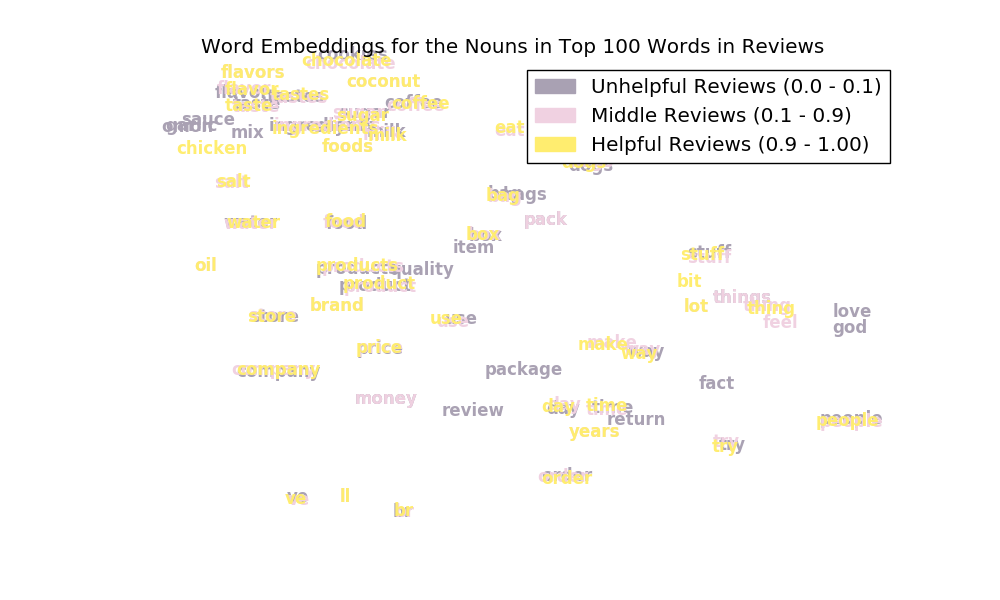 Word Embeddings for the Nouns in Top 100 Words in Reviews
Unhelpful Reviews (0.0 - 0.1)
Middle Reviews (0.1 - 0.9)
Helpful Reviews (0.9 - 1.00)
chocolate
flavors
coconut
flavor
tastes
coffee
taste
sugar
sauce
ingredients
milk
mix
eat
chicken
foods
dogs
salt
bag
pack
water
food
box
item
stuff
oil
products
quality
bit
product
things
brand
lot
thing
love
store
use
feel
god
make
price
way
company
package
fact
money
day
time
review
return
people
years
try
order
ve
ll
br